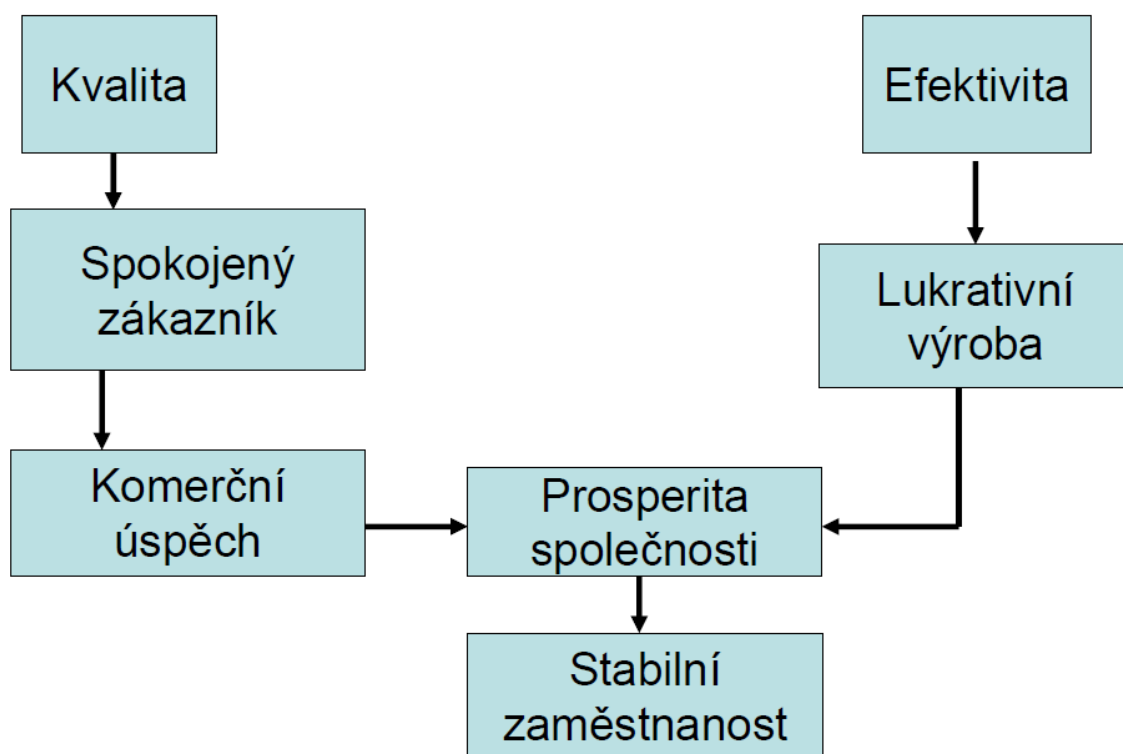 Kvalita
Efektivita
Spokojený
zákazník
Lukrativní
výroba
Komerční
úspěch
Prosperita
společnosti
Stabilní
zaměstnanost